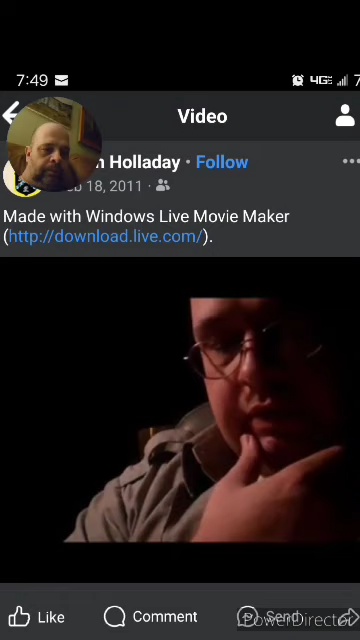 7:49 4G
Video
Holladay • Follow
18, 2011 ·
Made with Windows Live Movie Maker
(http://download.live.com/).
Like Comment Send
PowerDirector